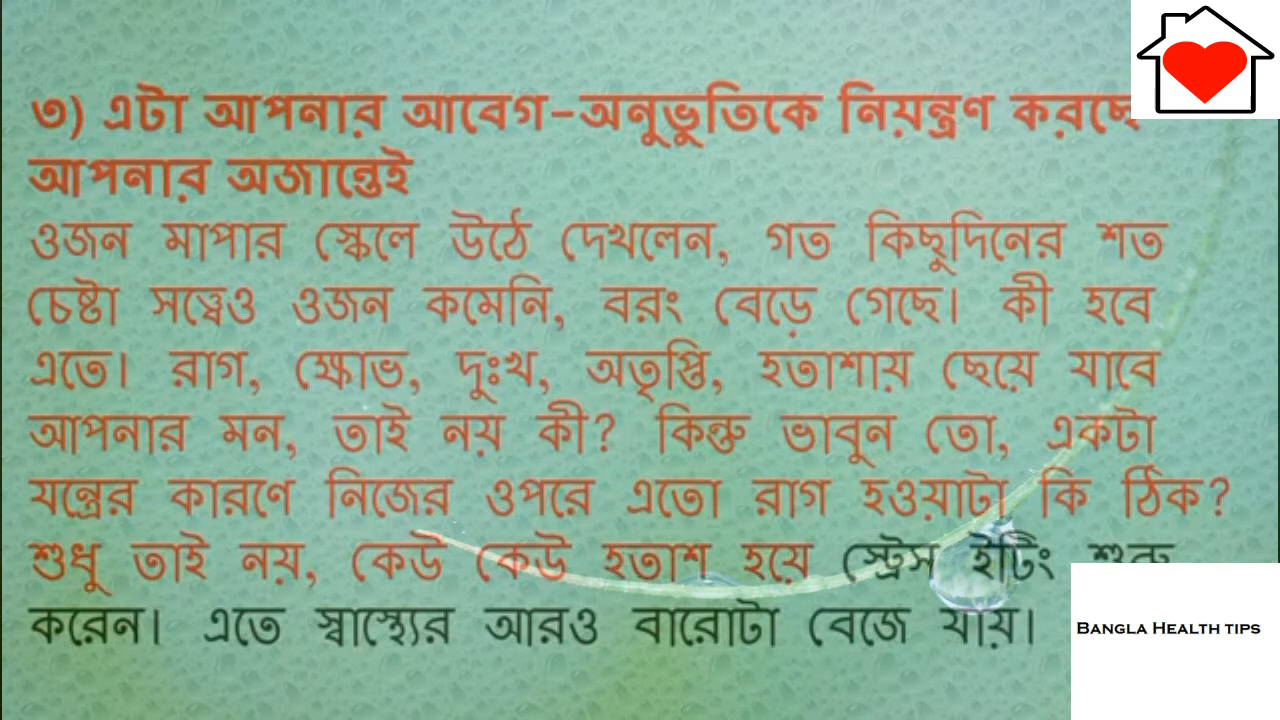 ৩) এটা আপনার আবেগ-অনুভুতিকে নিয়ন্ত্রণ করছে
আপনার অজান্তেই
ওজন মাপার স্কেলে উঠে দেখলেন, গত কিছুদিনের শত
চেষ্টা সত্ত্বেও ওজন কমেনি, বরং বেড়ে গেছে। কী হবে
এতে। রাগ, ক্ষোভ, দুঃখ, অতৃপ্তি, হতাশায় ছেয়ে যাবে
আপনার মন, তাই নয় কী? কিন্তু ভাবুন তো, একটা
যন্ত্রের কারণে নিজের ওপরে এতো রাগ হওয়াটা কি ঠিক?
শুধু তাই নয়, কেউ কেউ হতাশ হয়ে স্ট্রেস ইটিং শুরু
করেন। এতে স্বাস্থ্যের আরও বারোটা বেজে যায়।
BANGLA HEALTH TIPS